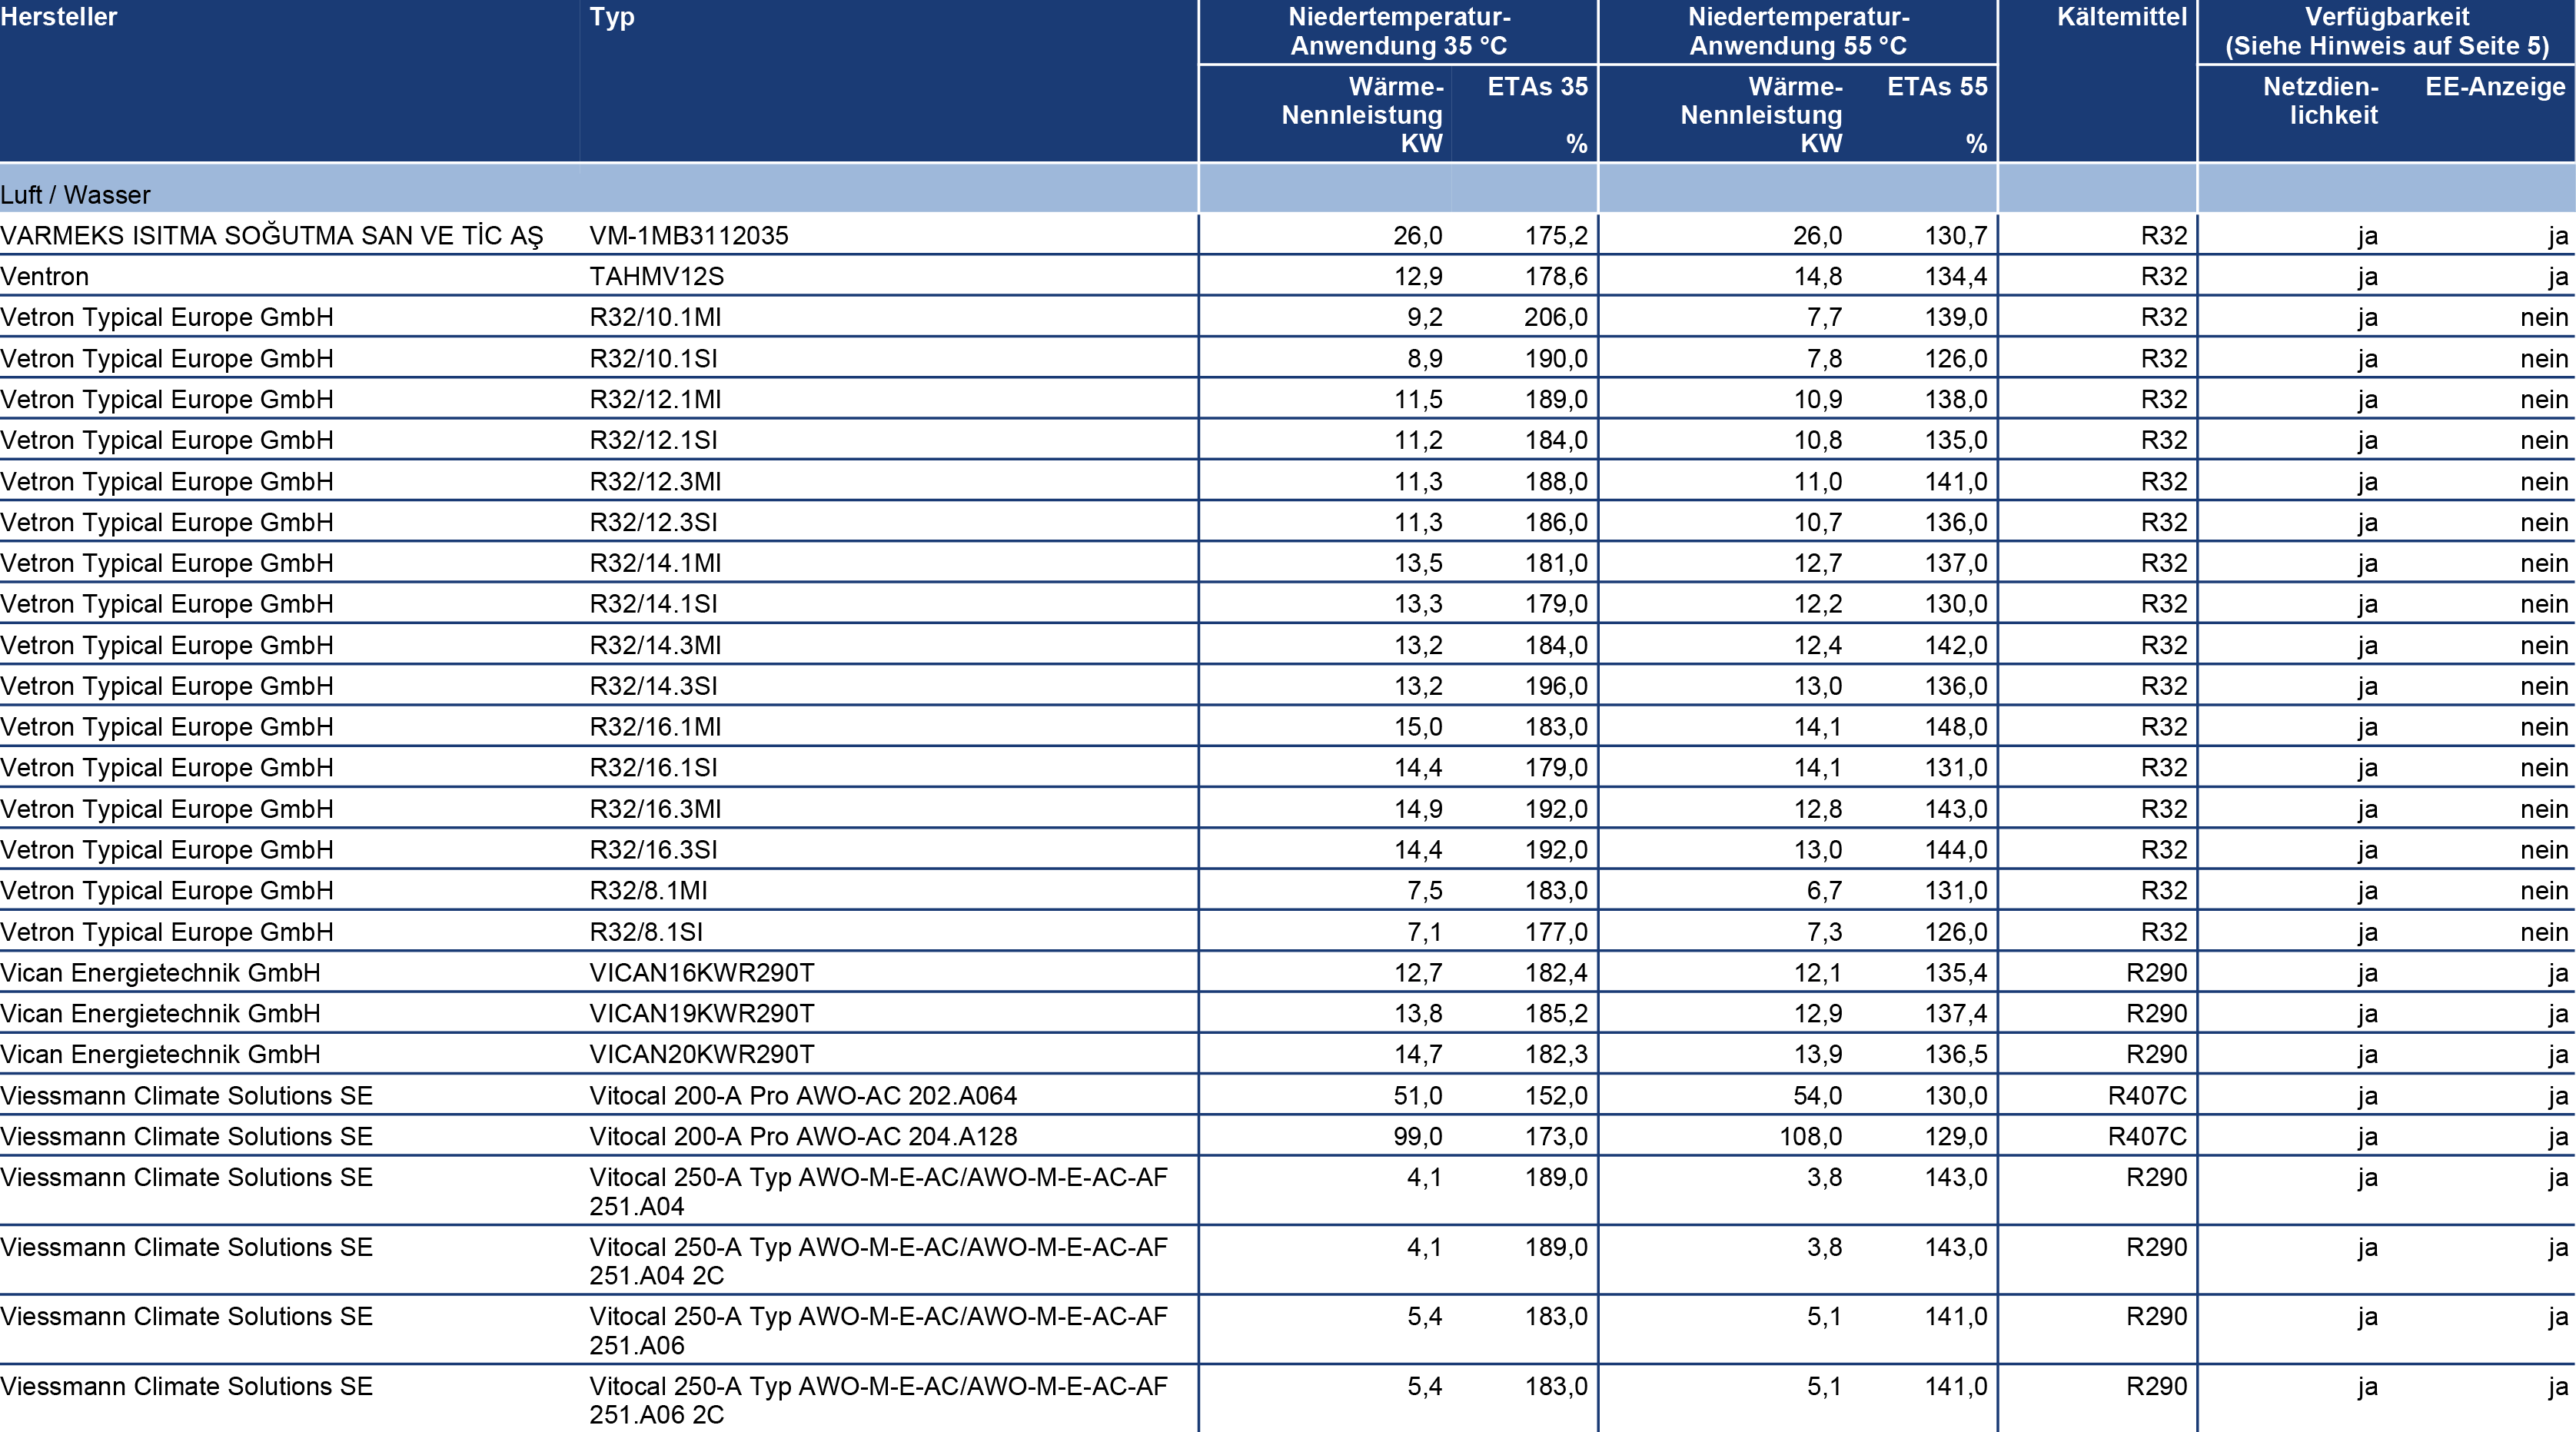 Hersteller Typ Niedertemperatur- Niedertemperatur- Kältemittel Verfügbarkeit
Anwendung 35 °C Anwendung 55 °C (Siehe Hinweis auf Seite 5)
Wärme- ETAs 35 Wärme- ETAs 55 Netzdien- EE-Anzeige
Nennleistung Nennleistung lichkeit
KW % KW %
Luft / Wasser
VARMEKS ISITMA SOĞUTMA SAN VE TİC AŞ VM-1MB3112035 26,0 175,2 26,0 130,7 R32 ja ja
Ventron TAHMV12S 12,9 178,6 14,8 134,4 R32 ja ja
Vetron Typical Europe GmbH R32/10.1MI 9,2 206,0 7,7 139,0 R32 ja nein
Vetron Typical Europe GmbH R32/10.1SI 8,9 190,0 7,8 126,0 R32 ja nein
Vetron Typical Europe GmbH R32/12.1MI 11,5 189,0 10,9 138,0 R32 ja nein
Vetron Typical Europe GmbH R32/12.1SI 11,2 184,0 10,8 135,0 R32 ja nein
Vetron Typical Europe GmbH R32/12.3MI 11,3 188,0 11,0 141,0 R32 ja nein
Vetron Typical Europe GmbH R32/12.3SI 11,3 186,0 10,7 136,0 R32 ja nein
Vetron Typical Europe GmbH R32/14.1MI 13,5 181,0 12,7 137,0 R32 ja nein
Vetron Typical Europe GmbH R32/14.1SI 13,3 179,0 12,2 130,0 R32 ja nein
Vetron Typical Europe GmbH R32/14.3MI 13,2 184,0 12,4 142,0 R32 ja nein
Vetron Typical Europe GmbH R32/14.3SI 13,2 196,0 13,0 136,0 R32 ja nein
Vetron Typical Europe GmbH R32/16.1MI 15,0 183,0 14,1 148,0 R32 ja nein
Vetron Typical Europe GmbH R32/16.1SI 14,4 179,0 14,1 131,0 R32 ja nein
Vetron Typical Europe GmbH R32/16.3MI 14,9 192,0 12,8 143,0 R32 ja nein
Vetron Typical Europe GmbH R32/16.3SI 14,4 192,0 13,0 144,0 R32 ja nein
Vetron Typical Europe GmbH R32/8.1MI 7,5 183,0 6,7 131,0 R32 ja nein
Vetron Typical Europe GmbH R32/8.1SI 7,1 177,0 7,3 126,0 R32 ja nein
Vican Energietechnik GmbH VICAN16KWR290T 12,7 182,4 12,1 135,4 R290 ja ja
Vican Energietechnik GmbH VICAN19KWR290T 13,8 185,2 12,9 137,4 R290 ja ja
Vican Energietechnik GmbH VICAN20KWR290T 14,7 182,3 13,9 136,5 R290 ja ja
Viessmann Climate Solutions SE Vitocal 200-A Pro AWO-AC 202.A064 51,0 152,0 54,0 130,0 R407C ja ja
Viessmann Climate Solutions SE Vitocal 200-A Pro AWO-AC 204.A128 99,0 173,0 108,0 129,0 R407C ja ja
Viessmann Climate Solutions SE Vitocal 250-A Typ AWO-M-E-AC/AWO-M-E-AC-AF 4,1 189,0 3,8 143,0 R290 ja ja
251.A04
Viessmann Climate Solutions SE Vitocal 250-A Typ AWO-M-E-AC/AWO-M-E-AC-AF 4,1 189,0 3,8 143,0 R290 ja ja
251.A04 2C
Viessmann Climate Solutions SE Vitocal 250-A Typ AWO-M-E-AC/AWO-M-E-AC-AF 5,4 183,0 5,1 141,0 R290 ja ja
251.A06
Viessmann Climate Solutions SE Vitocal 250-A Typ AWO-M-E-AC/AWO-M-E-AC-AF 5,4 183,0 5,1 141,0 R290 ja ja
251.A06 2C